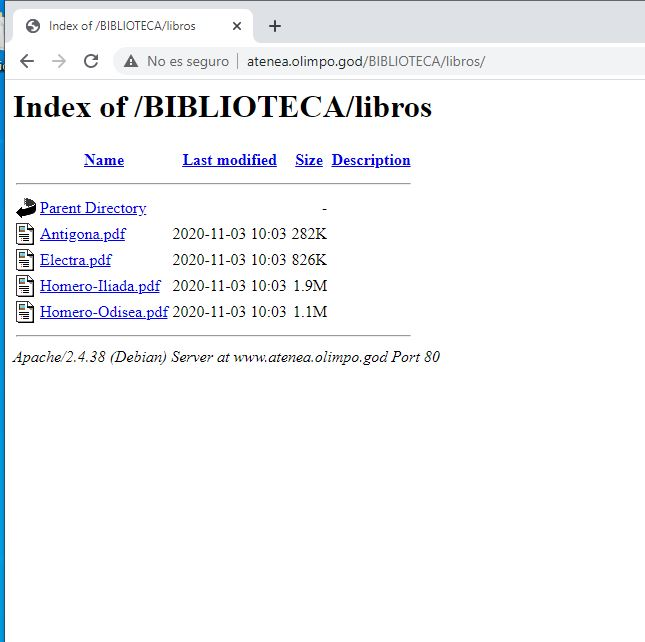 Index of /BIBLIOTECA/libros
No es seguro | atenea.olimpo.god/BIBLIOTECA/libros/
Index of /BIBLIOTECA/libros
Name Last modified Size Description
Parent Directory -
Antigona.pdf 2020-11-03 10:03 282K
Electra.pdf 2020-11-03 10:03 826K
Homero-Iliada.pdf 2020-11-03 10:03 1.9M
Homero-Odisea.pdf 2020-11-03 10:03 1.1M
Apache/2.4.38 (Debian) Server at www.atenea.olimpo.god Port 80